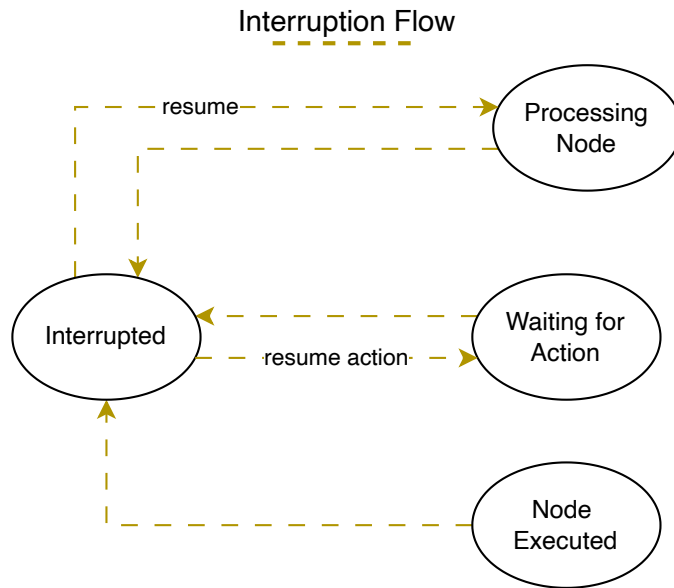 Interruption Flow
resume
Processing
Node
Interrupted
Waiting for
Action
resume action
Node
Executed